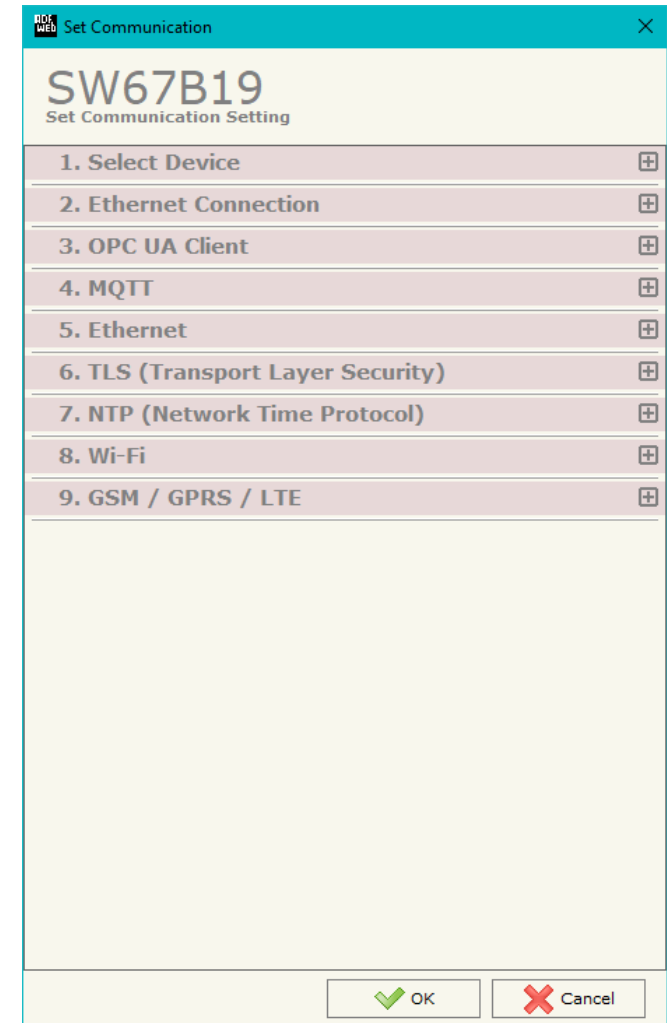 ADF
WEB Set Communication
SW67B19
Set Communication Setting
1. Select Device
2. Ethernet Connection
3. OPC UA Client
4. MQTT
5. Ethernet
6. TLS (Transport Layer Security)
7. NTP (Network Time Protocol)
8. Wi-Fi
9. GSM / GPRS / LTE
OK Cancel